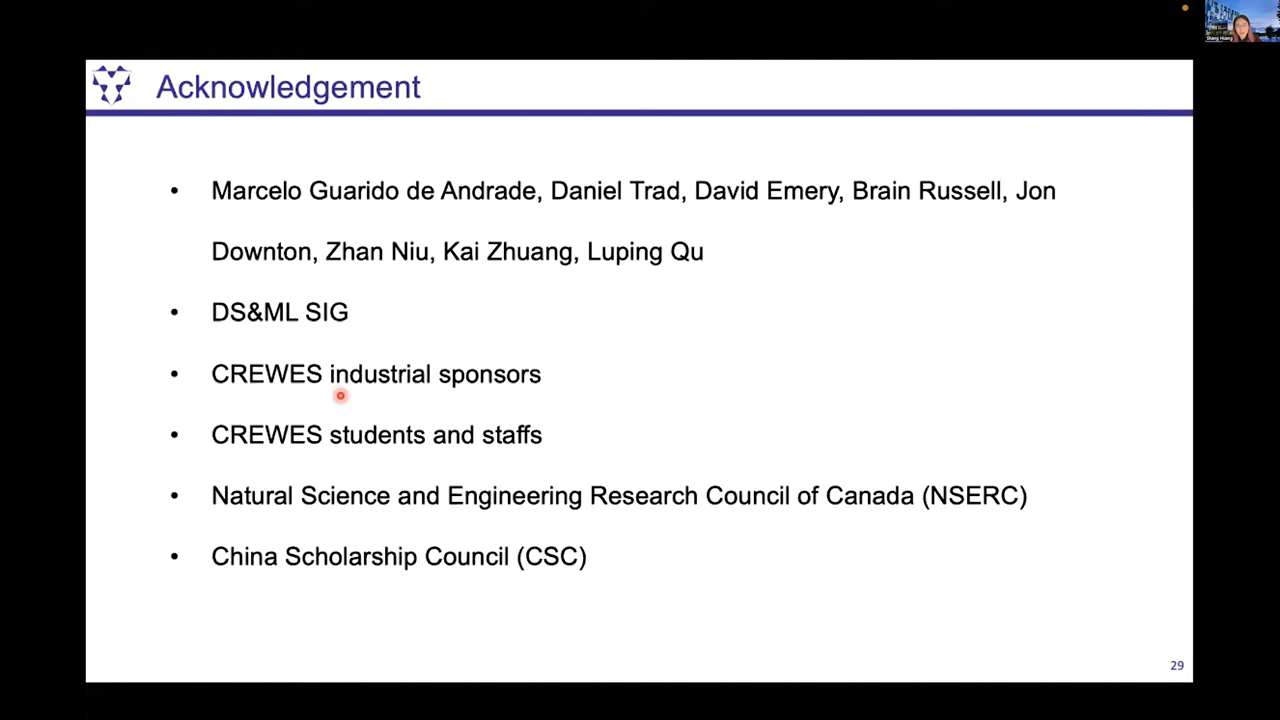 Shang Huang
Acknowledgement
• Marcelo Guarido de Andrade, Daniel Trad, David Emery, Brain Russell, Jon
Downton, Zhan Niu, Kai Zhuang, Luping Qu
• DS&ML SIG
• CREWES industrial sponsors
• CREWES students and staffs
• Natural Science and Engineering Research Council of Canada (NSERC)
• China Scholarship Council (CSC)
29